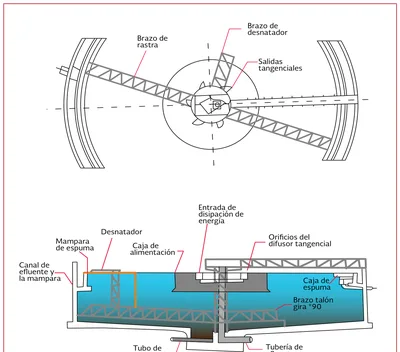 Brazo de
desnatador
Brazo de
rastra
Salidas
tangenciales
Entrada de
disipación de
energía
Desnatador
Orificios del
difusor tangencial
Mampara
de espuma
Caja de
alimentación
Canal de
efluente y
la mampara
Caja de
espuma
Brazo talón
gira °90
Tubo de
Tubería de